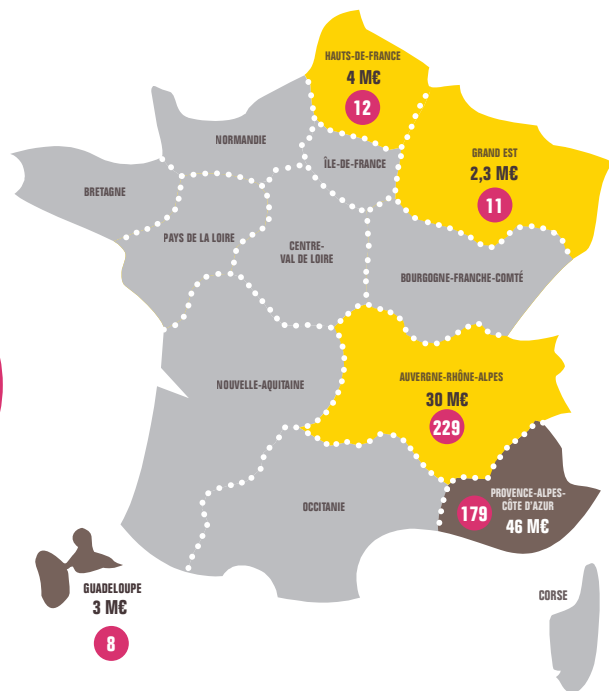 HAUTS-DE-FRANCE
4 M€
12
NORMANDIE
ÎLE-DE-FRANCE
GRAND EST
2,3 M€
11
BRETAGNE
PAYS DE LA LOIRE
CENTRE-
VAL DE LOIRE
BOURGOGNE-FRANCHE-COMTÉ
NOUVELLE-AQUITAINE
AUVERGNE-RHÔNE-ALPES
30 M€
229
OCCITANIE
179
PROVENCE-ALPES-
CÔTE D'AZUR
46 M€
GUADELOUPE
3 M€
8
CORSE